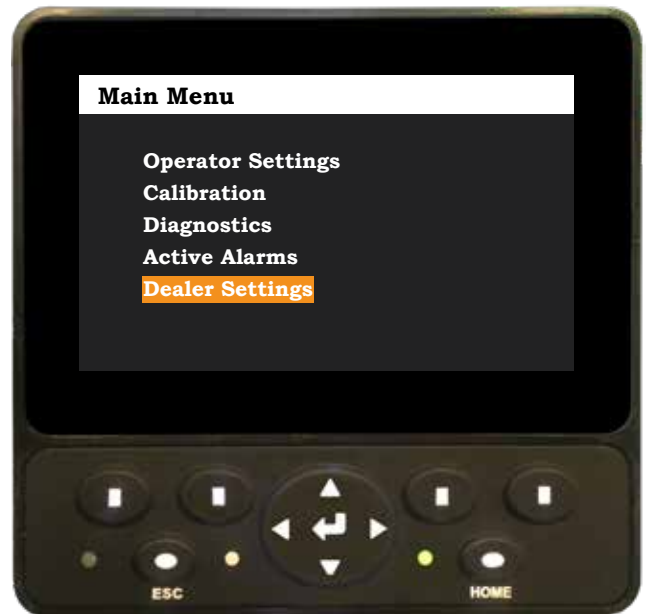 Main Menu
Operator Settings
Calibration
Diagnostics
Active Alarms
Dealer Settings
ESC
HOME